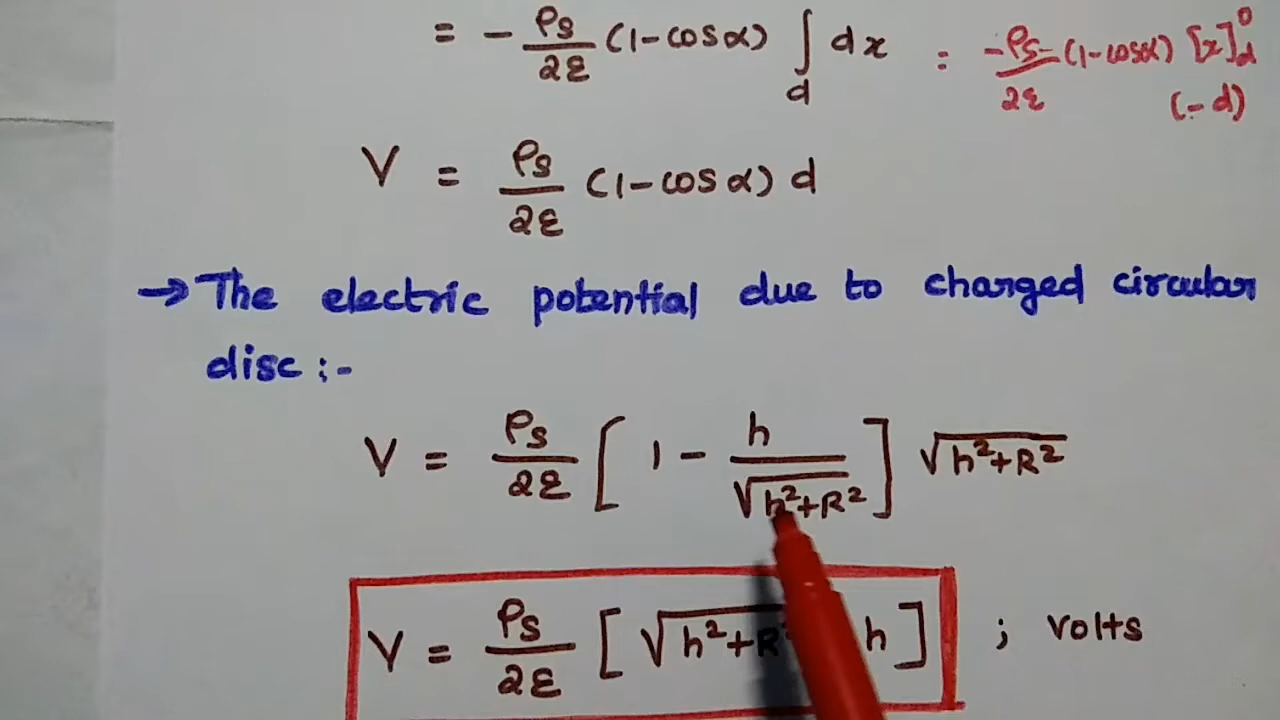 = - ρs/2ε (1-cosα) ∫d dx = -ρs/2ε (1-cosα) [x]d0
(-d)
V = ρs/2ε (1-cosα) d
→ The electric potential due to charged circular
disc :-
V = ρs/2ε [ 1 - h/√h²+R² ] √h²+R²
V = ρs/2ε [ √h²+R² h ] ; volts